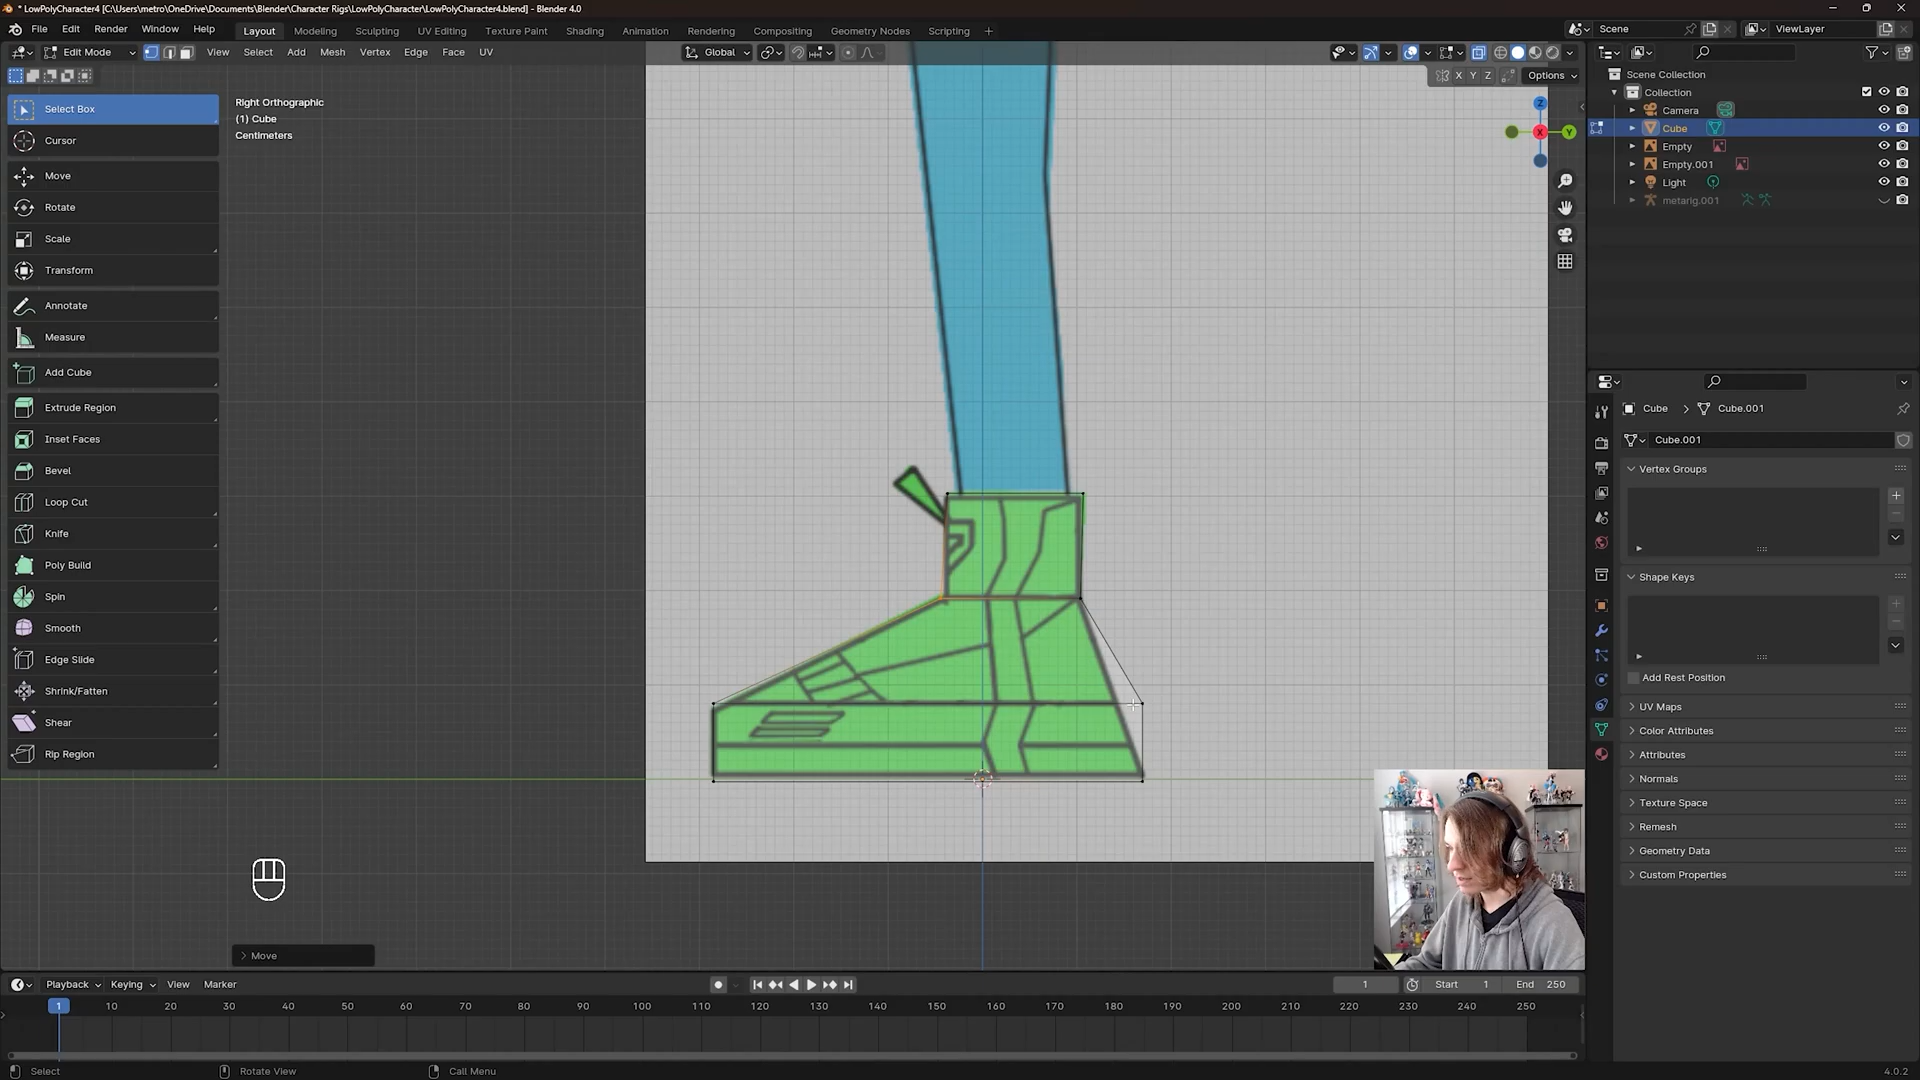 * LowPolyCharacter4 [C:\Users\metro\OneDrive\Documents\Blender\Character Rigs\LowPolyCharacter\LowPolyCharacter4.blend] - Blender 4.0
File Edit Render Window Help Layout Modeling Sculpting UV Editing Texture Paint Shading Animation Rendering Compositing Geometry Nodes Scripting + Scene ViewLayer
Edit Mode View Select Add Mesh Vertex Edge Face UV Global
X Y Z Options
Select Box
Cursor
Move
Rotate
Scale
Transform
Annotate
Measure
Add Cube
Extrude Region
Inset Faces
Bevel
Loop Cut
Knife
Poly Build
Spin
Smooth
Edge Slide
Shrink/Fatten
Shear
Rip Region
Right Orthographic
(1) Cube
Centimeters
Z
X
Y
Move
Scene Collection
Collection
Camera
Cube
Empty
Empty.001
Light
metarig.001
Cube > Cube.001
Cube.001
Vertex Groups
Shape Keys
Add Rest Position
UV Maps
Color Attributes
Attributes
Normals
Texture Space
Remesh
Geometry Data
Custom Properties
Playback Keying View Marker 1 Start 1 End 250
1 10 20 30 40 50 60 70 80 90 100 110 120 130 140 150 160 170 180 190 200 210 220 230 240 250
Select Rotate View Call Menu 4.0.2